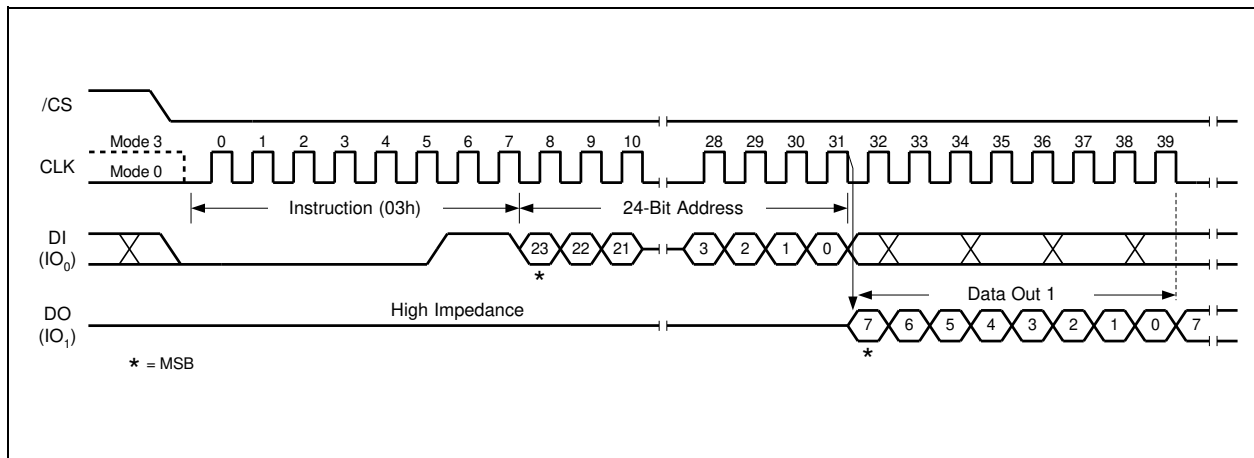 /CS
Mode 3 0 1 2 3 4 5 6 7 8 9 10 28 29 30 31 32 33 34 35 36 37 38 39
CLK Mode 0
Instruction (03h) 24-Bit Address
DI
(IO0)
23 22 21 3 2 1 0
*
High Impedance Data Out 1
DO
(IO1)
7 6 5 4 3 2 1 0 7
*
* = MSB